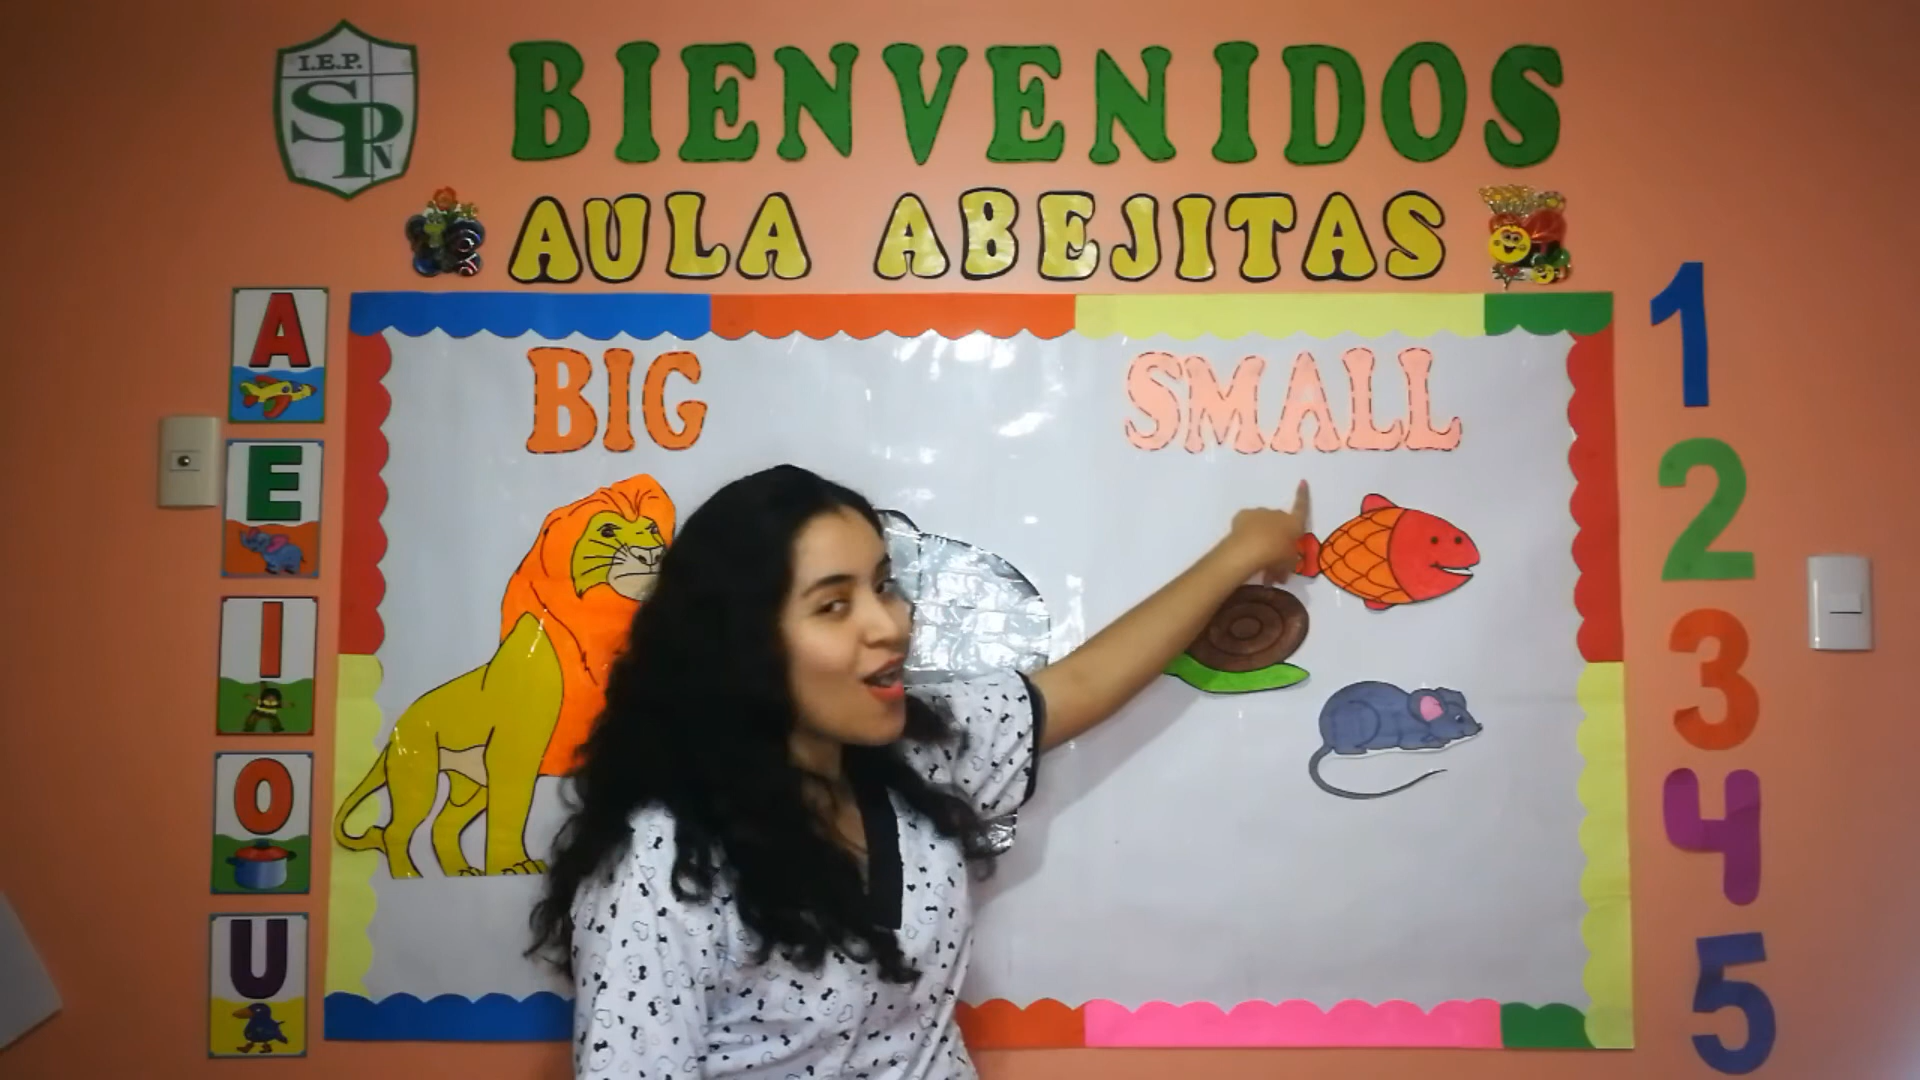 I.E.P.
SPN
BIENVENIDOS
AULA ABEJITAS
BIG
SMALL
A
E
I
O
U
1
2
3
4
5